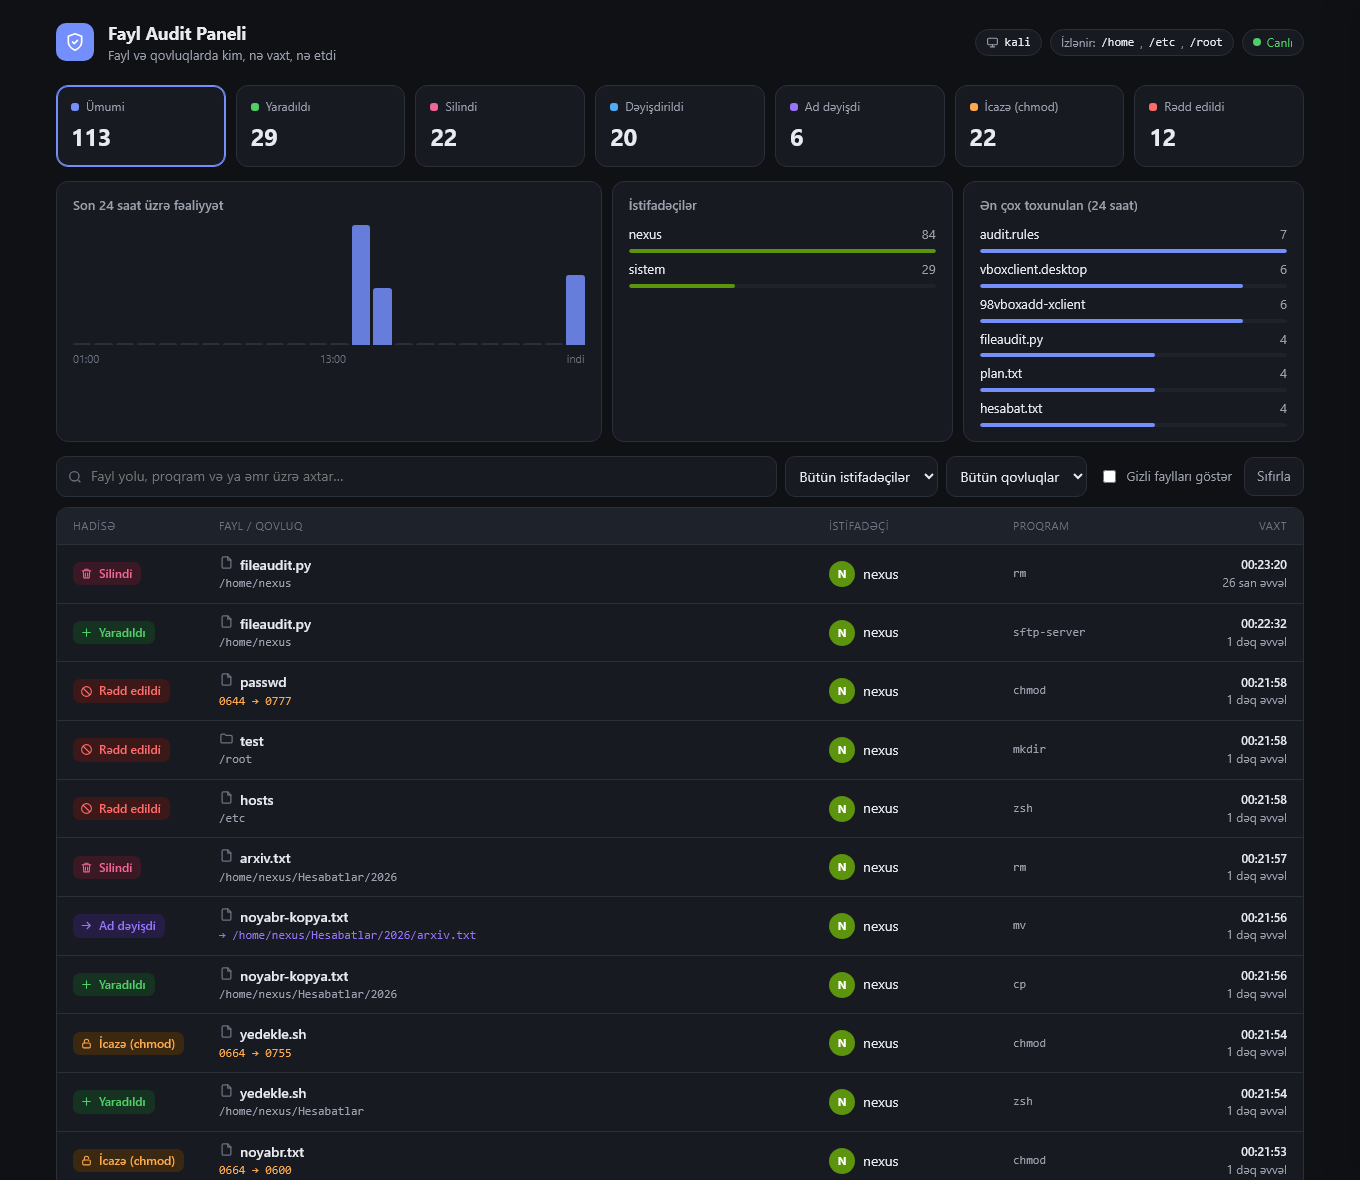 Fayl Audit Paneli
Fayl və qovluqlarda kim, nə vaxt, nə etdi
kali
İzlənir: /home , /etc , /root
Canlı
Ümumi
113
Yaradıldı
29
Silindi
22
Dəyişdirildi
20
Ad dəyişdi
6
İcazə (chmod)
22
Rədd edildi
12
Son 24 saat üzrə fəaliyyət
01:00 13:00 indi
İstifadəçilər
nexus 84
sistem 29
Ən çox toxunulan (24 saat)
audit.rules 7
vboxclient.desktop 6
98vboxadd-xclient 6
fileaudit.py 4
plan.txt 4
hesabat.txt 4
Fayl yolu, proqram və ya əmr üzrə axtar...
Bütün istifadəçilər
Bütün qovluqlar
Gizli faylları göstər
Sıfırla
HADİSƏ FAYL / QOVLUQ İSTİFADƏÇİ PROQRAM VAXT
Silindi fileaudit.py N nexus rm 00:23:20
/home/nexus 26 san əvvəl
Yaradıldı fileaudit.py N nexus sftp-server 00:22:32
/home/nexus 1 dəq əvvəl
Rədd edildi passwd N nexus chmod 00:21:58
0644 → 0777 1 dəq əvvəl
Rədd edildi test N nexus mkdir 00:21:58
/root 1 dəq əvvəl
Rədd edildi hosts N nexus zsh 00:21:58
/etc 1 dəq əvvəl
Silindi arxiv.txt N nexus rm 00:21:57
/home/nexus/Hesabatlar/2026 1 dəq əvvəl
Ad dəyişdi noyabr-kopya.txt N nexus mv 00:21:56
→ /home/nexus/Hesabatlar/2026/arxiv.txt 1 dəq əvvəl
Yaradıldı noyabr-kopya.txt N nexus cp 00:21:56
/home/nexus/Hesabatlar/2026 1 dəq əvvəl
İcazə (chmod) yedekle.sh N nexus chmod 00:21:54
0664 → 0755 1 dəq əvvəl
Yaradıldı yedekle.sh N nexus zsh 00:21:54
/home/nexus/Hesabatlar 1 dəq əvvəl
İcazə (chmod) noyabr.txt N nexus chmod 00:21:53
0664 → 0600 1 dəq əvvəl